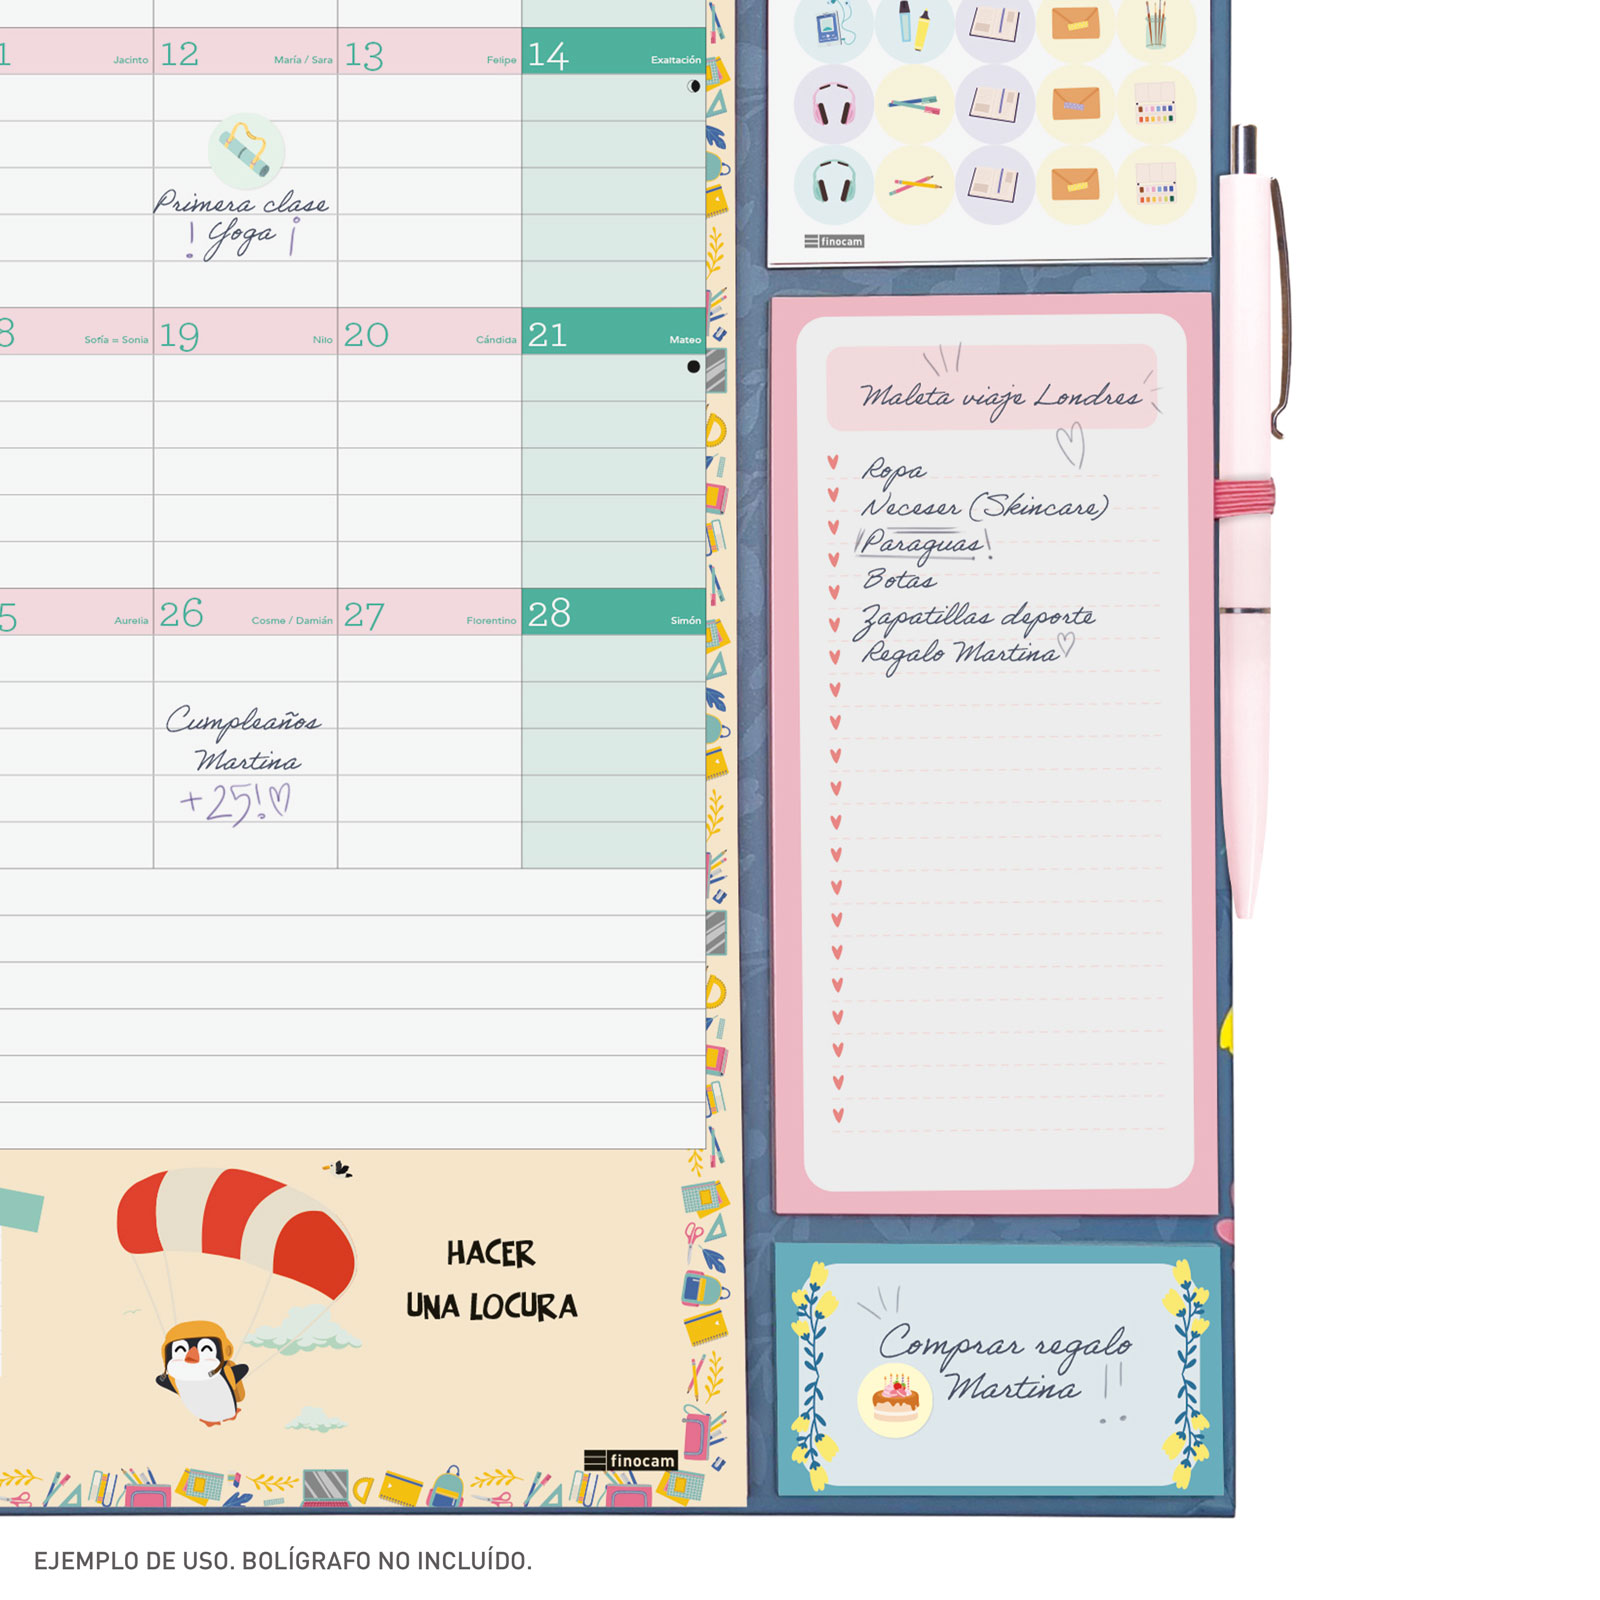 1 Jacinto 12 María / Sara 13 Felipe 14 Exaltación
Primera clase
! Yoga ¡
8 Sofía = Sonia 19 Nilo 20 Cándida 21 Mateo
5 Aurelia 26 Cosme / Damián 27 Florentino 28 Simón
Cumpleaños
Martina
+25!
HACER
UNA LOCURA
finocam
finocam
Maleta viaje Londres
Ropa
Neceser (Skincare)
Paraguas!
Botas
Zapatillas deporte
Regalo Martina
Comprar regalo
Martina !!
EJEMPLO DE USO. BOLÍGRAFO NO INCLUÍDO.